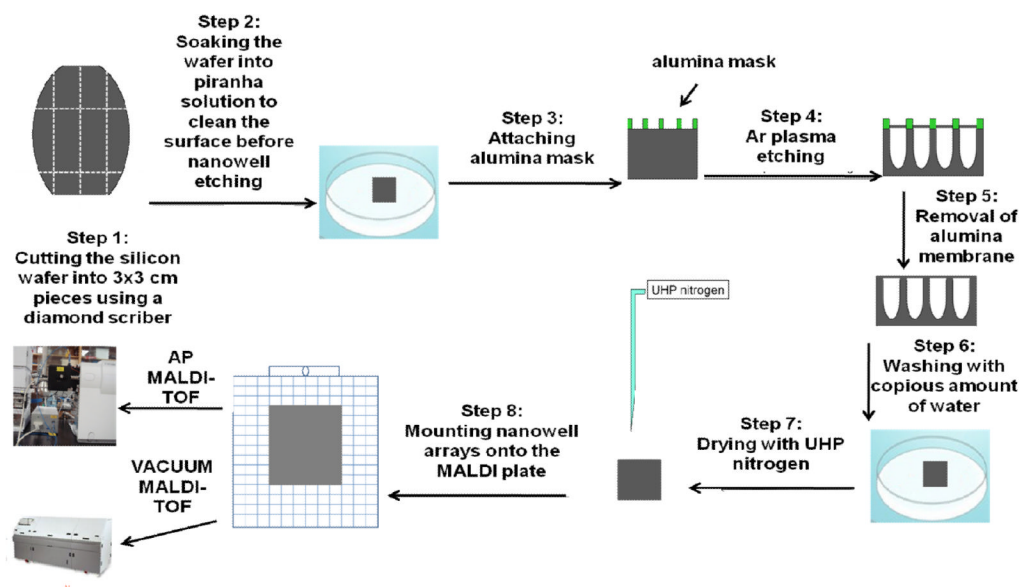 Step 2:
Soaking the
wafer into
piranha
solution to
clean the
surface before
nanowell
etching
Step 1:
Cutting the silicon
wafer into 3x3 cm
pieces using a
diamond scriber
Step 3:
Attaching
alumina mask
alumina mask
Step 4:
Ar plasma
etching
Step 5:
Removal of
alumina
membrane
Step 6:
Washing with
copious amount
of water
UHP nitrogen
Step 7:
Drying with UHP
nitrogen
Step 8:
Mounting nanowell
arrays onto the
MALDI plate
AP
MALDI-
TOF
VACUUM
MALDI-
TOF